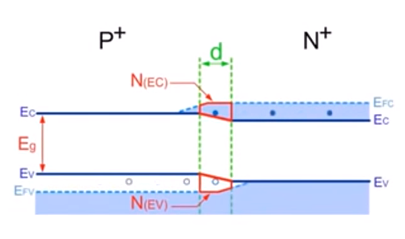 P+ N+
d
N(EC)
EFC
EC EC
Eg
EV EV
EFV
N(EV)